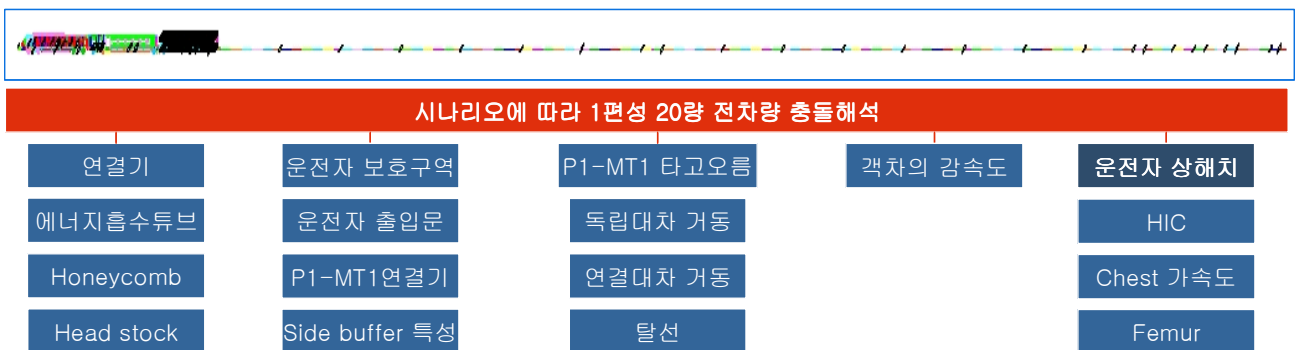 시나리오에 따라 1편성 20량 전차량 충돌해석
연결기
운전자 보호구역
P1-MT1 타고오름
객차의 감속도
운전자 상해치
에너지흡수튜브
운전자 출입문
독립대차 거동
HIC
Honeycomb
P1-MT1연결기
연결대차 거동
Chest 가속도
Head stock
Side buffer 특성
탈선
Femur